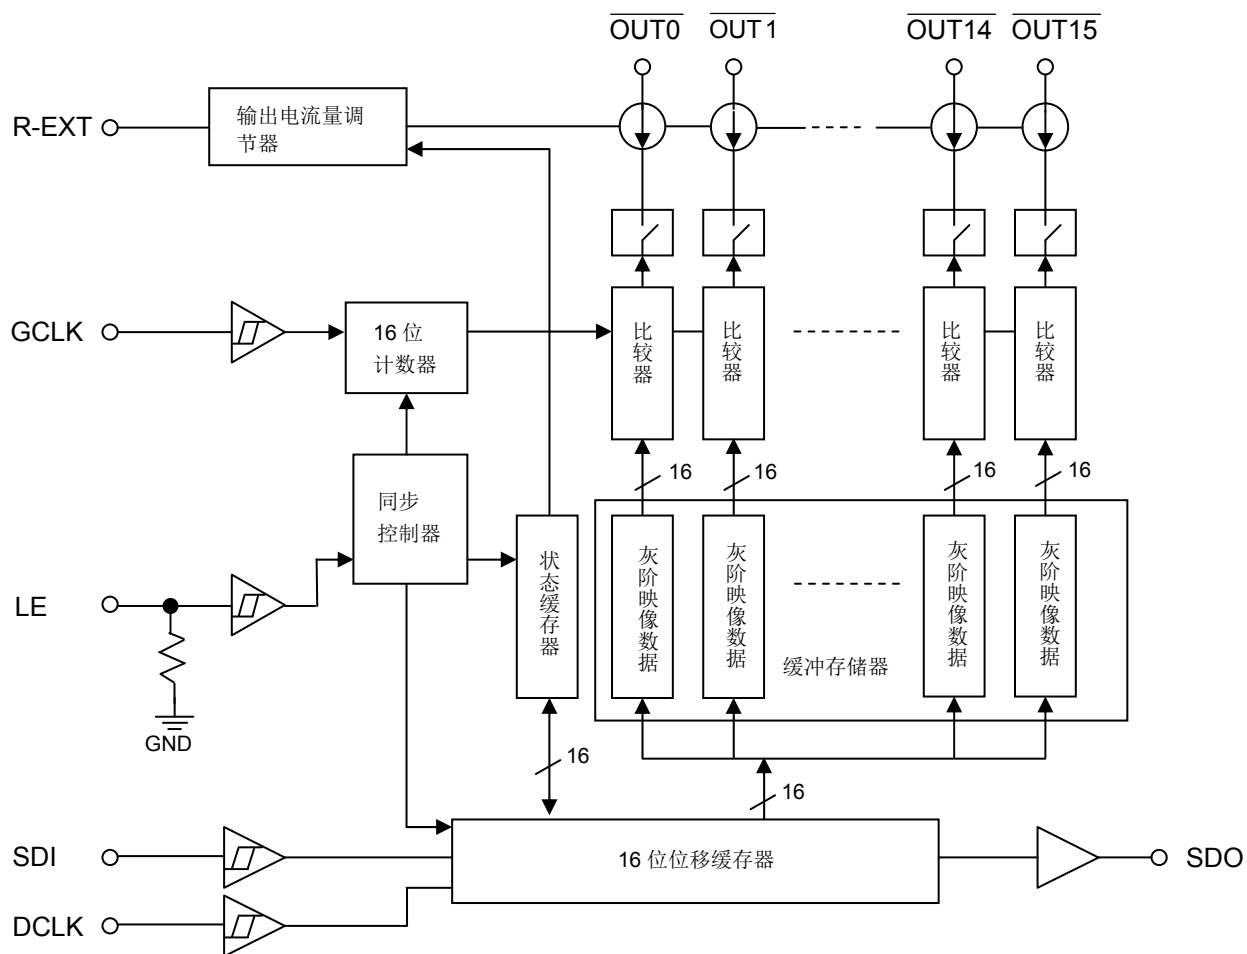 OUT0 OUT1 OUT14 OUT15
R-EXT
输出电流量调
节器
GCLK
16 位
计数器
比较器
比较器
比较器
比较器
16
16
16
16
同步
控制器
LE
GND
状态缓存器
灰阶映像数据
灰阶映像数据
灰阶映像数据
灰阶映像数据
缓冲存储器
16
16
SDI
16 位位移缓存器
SDO
DCLK